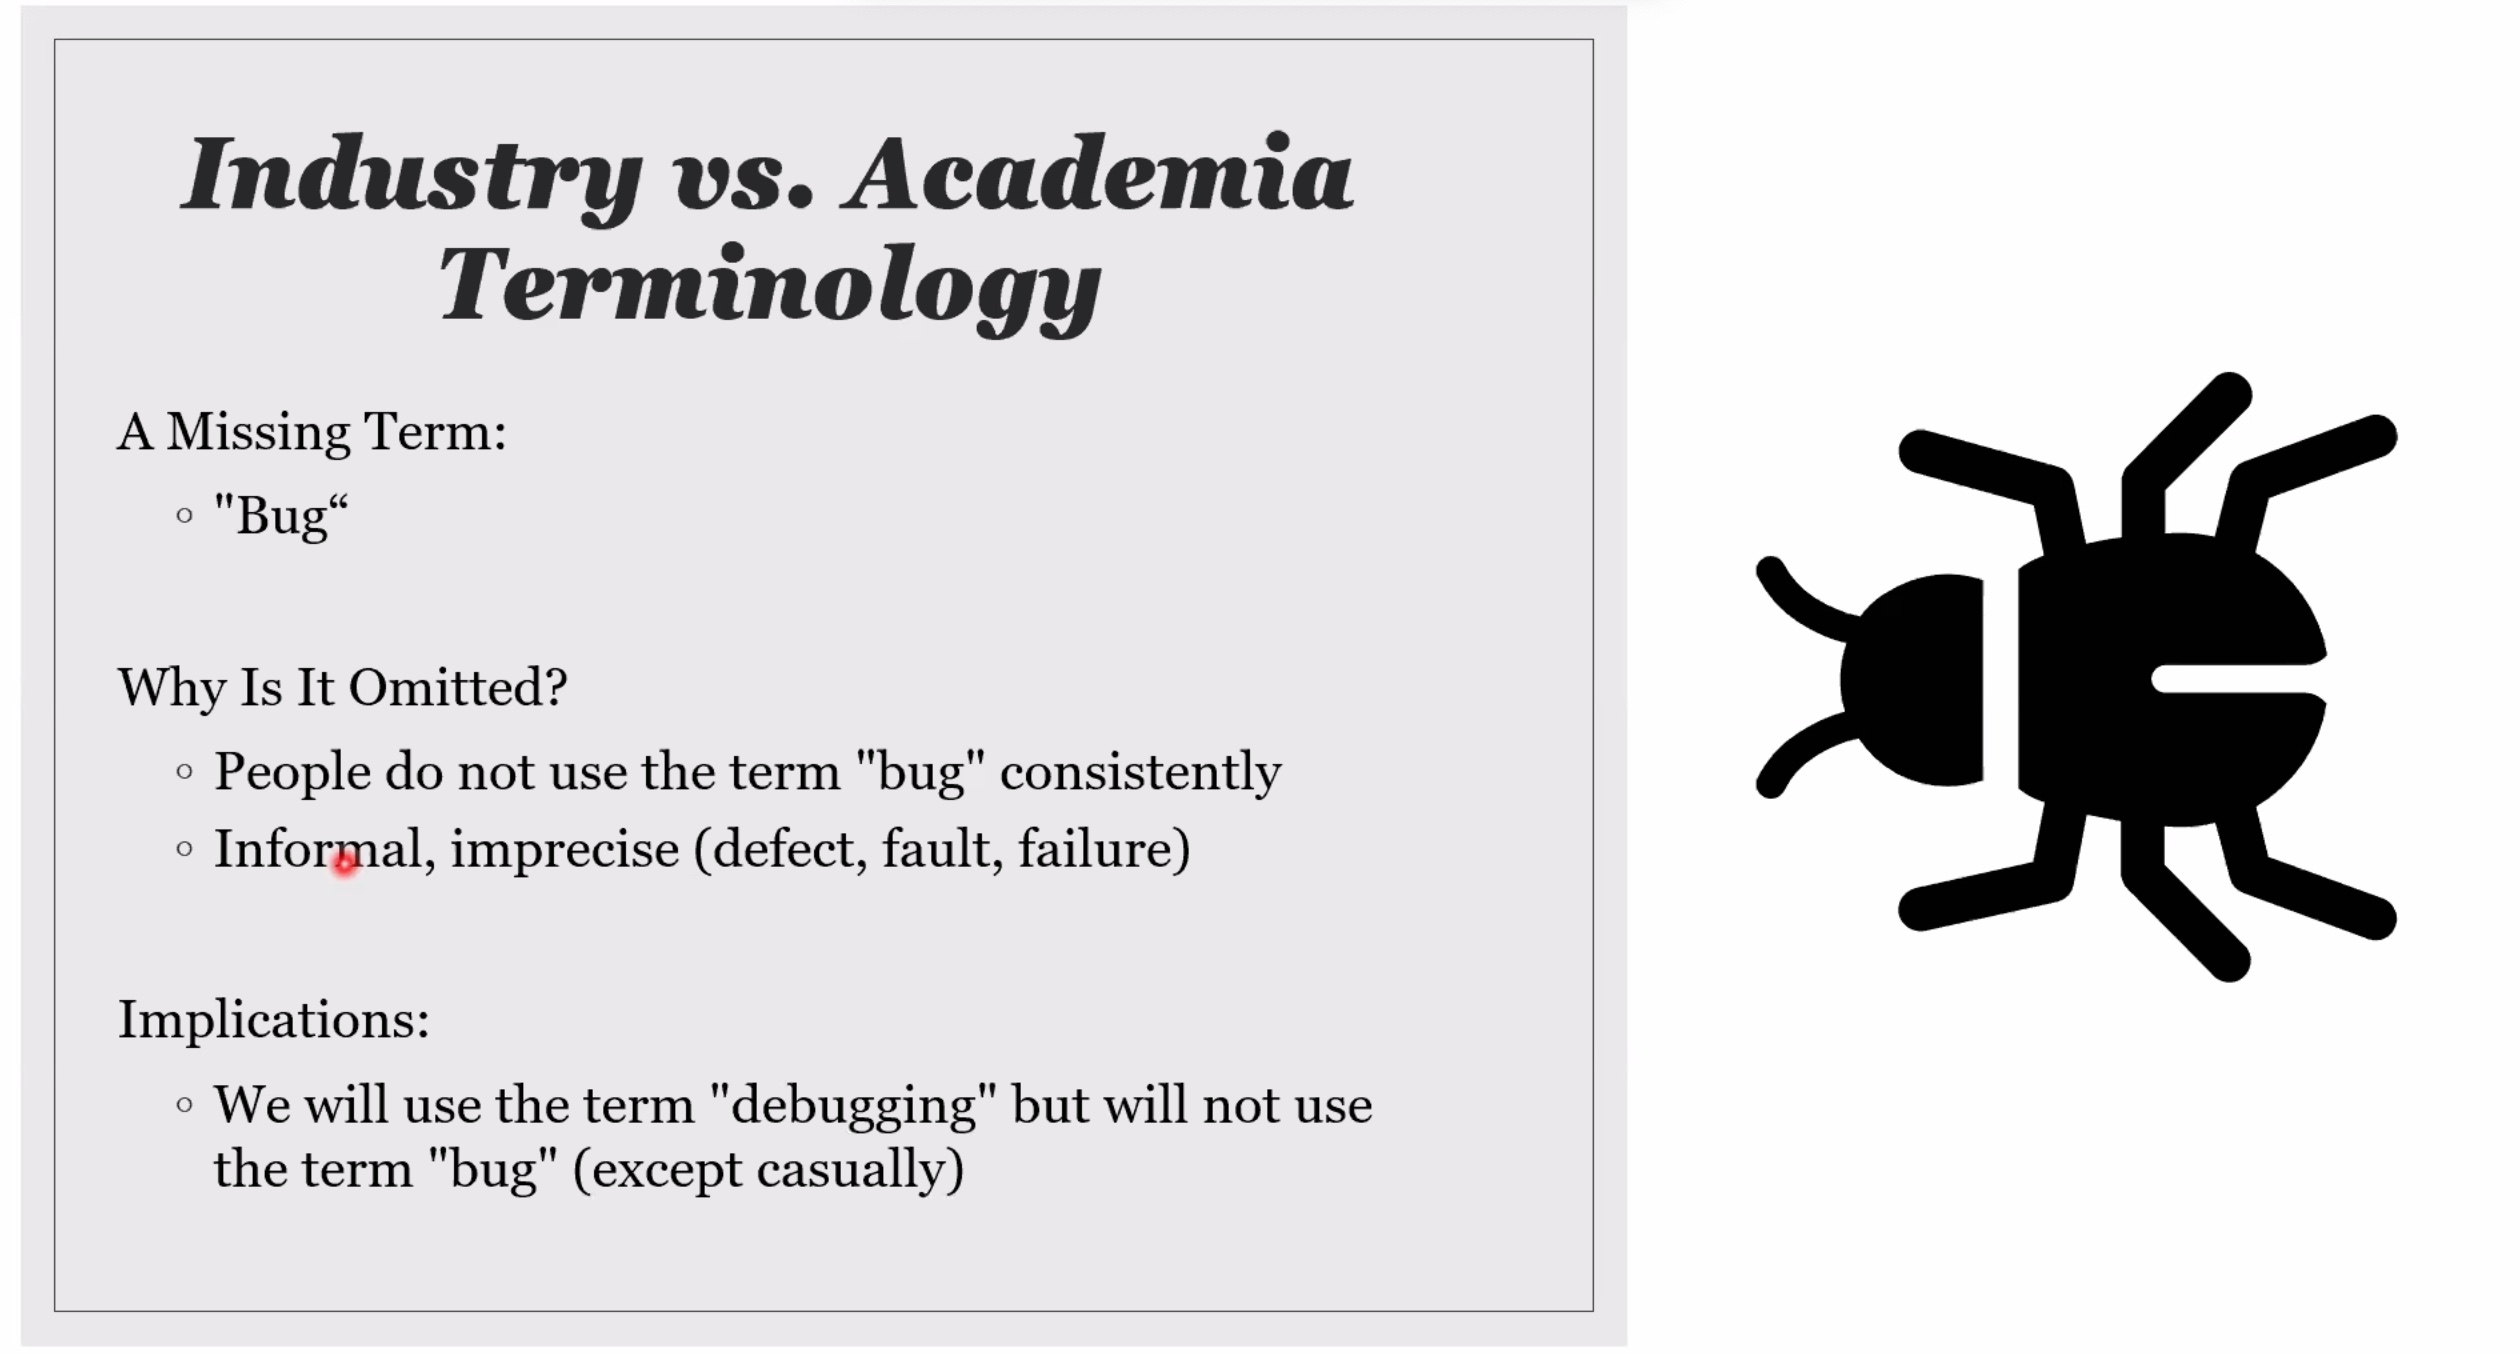 Industry vs. Academia
Terminology
A Missing Term:
○ "Bug“
Why Is It Omitted?
○ People do not use the term "bug" consistently
○ Informal, imprecise (defect, fault, failure)
Implications:
○ We will use the term "debugging" but will not use
the term "bug" (except casually)